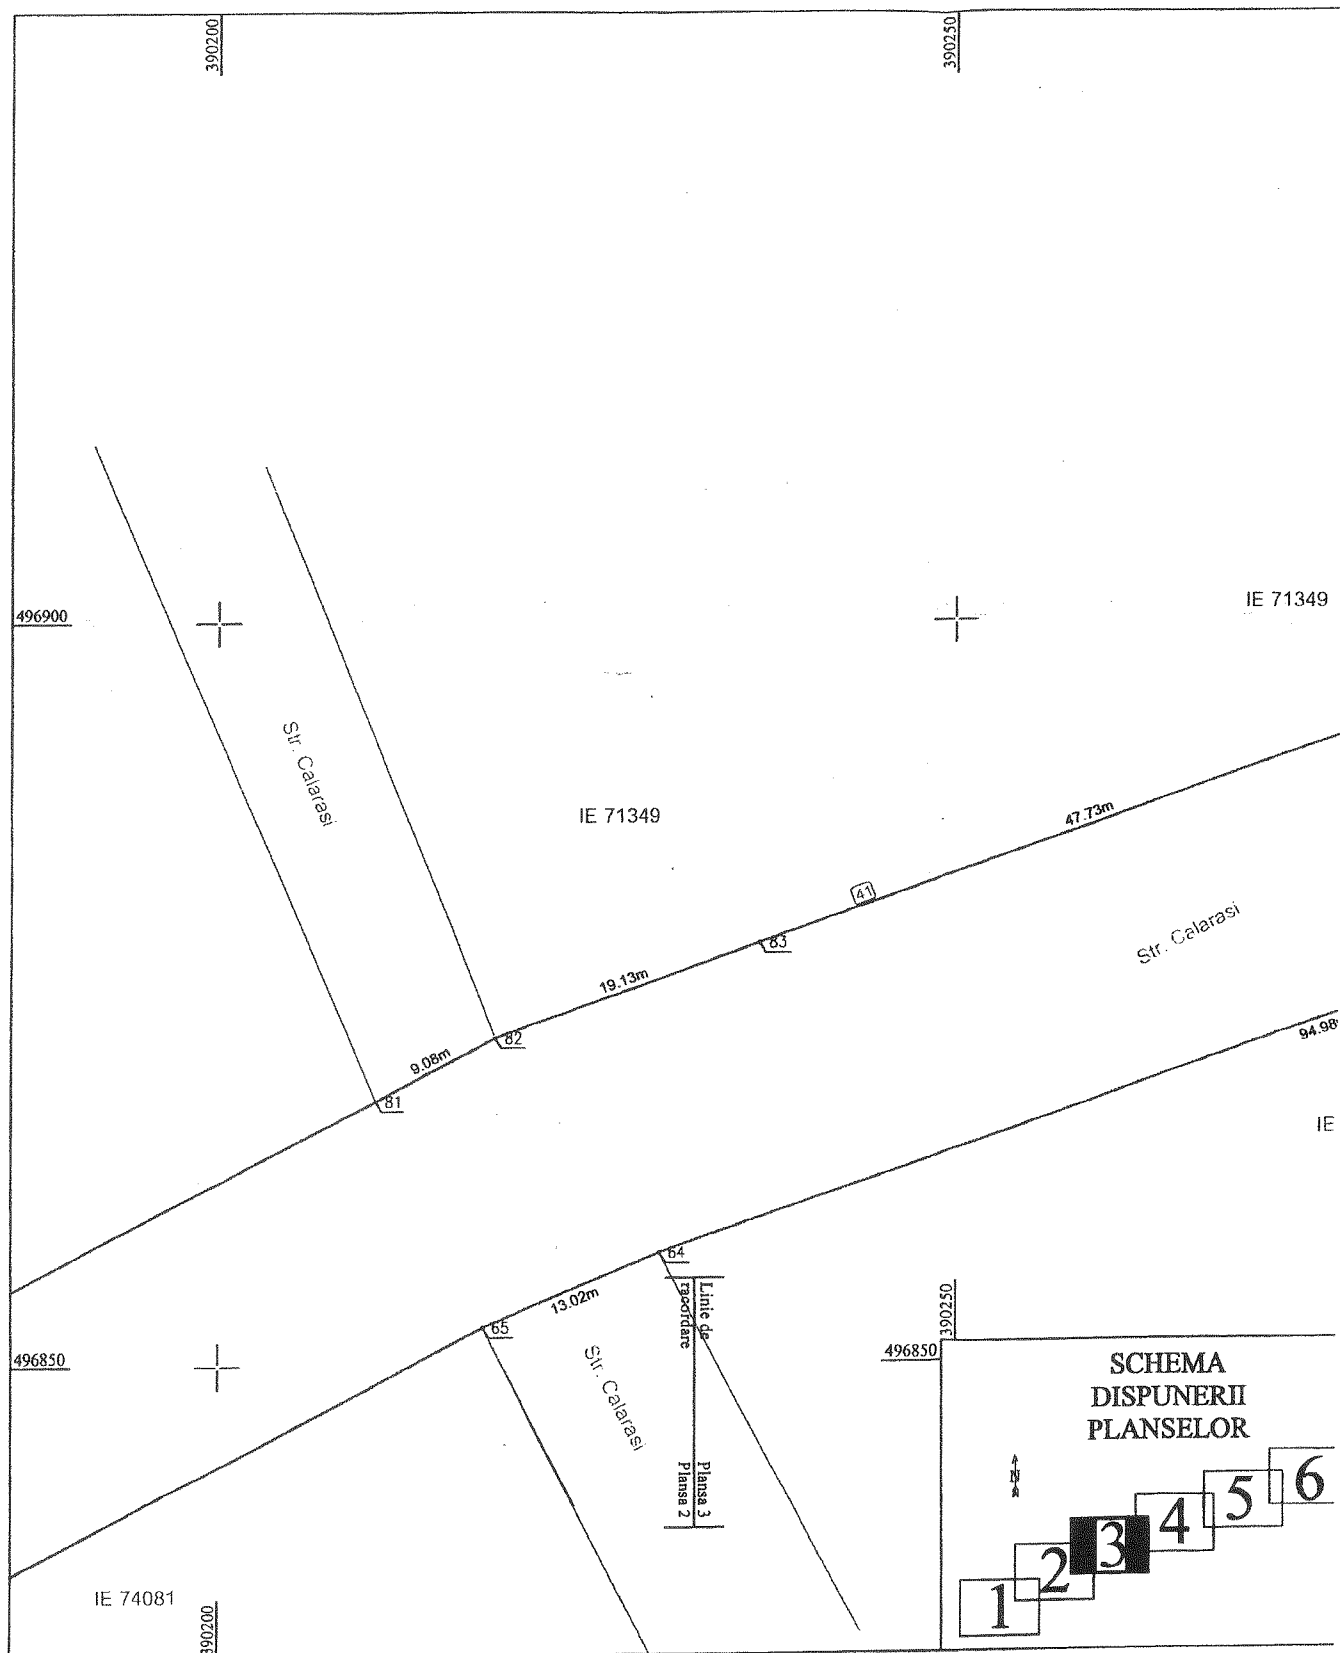 390200
390250
496900
IE 71349
Str. Calarasi
IE 71349
47.73m
41
83
Str. Calarasi
19.13m
82
9.08m
94.98
81
IE
64
13.02m
65
Linie de
racordare
390250
496850
496850
SCHEMA
DISPUNERII
PLANSELOR
Str. Calarasi
Plansa 3
Plansa 2
N
6
5
4
3
2
1
IE 74081
390200